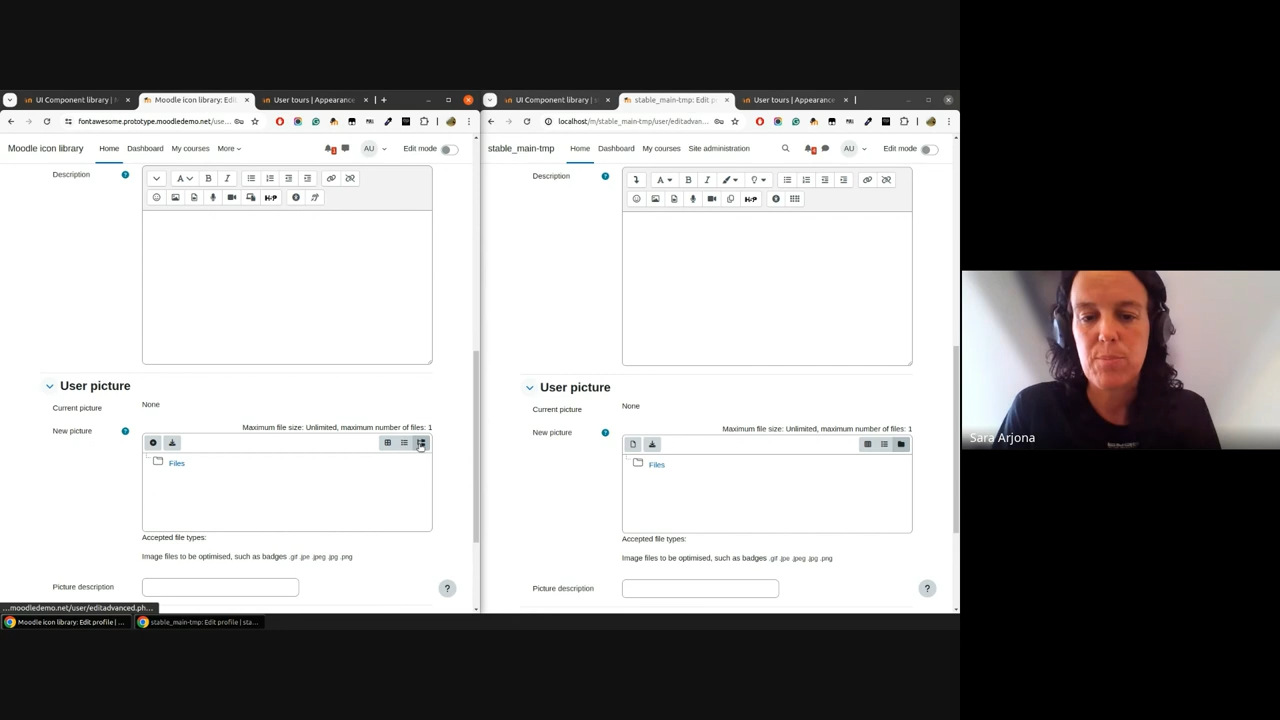 UI Component library | M
Moodle icon library: Edi
User tours | Appearance
fontawesome.prototype.moodledemo.net/use...
Moodle icon library
Home
Dashboard
My courses
More
AU
Edit mode
Description
H-P
User picture
Current picture
None
New picture
Maximum file size: Unlimited, maximum number of files: 1
Files
Accepted file types:
Image files to be optimised, such as badges .gif .jpe .jpeg .jpg .png
Picture description
...moodledemo.net/user/editadvanced.ph...
UI Component library |
stable_main-tmp: Edit p
User tours | Appearance
localhost/m/stable_main-tmp/user/editadvan...
stable_main-tmp
Home
Dashboard
My courses
Site administration
AU
Edit mode
Description
H-P
User picture
Current picture
None
New picture
Maximum file size: Unlimited, maximum number of files: 1
Files
Accepted file types:
Image files to be optimised, such as badges .gif .jpe .jpeg .jpg .png
Picture description
Moodle icon library: Edit profile | ...
stable_main-tmp: Edit profile | sta...
Sara Arjona